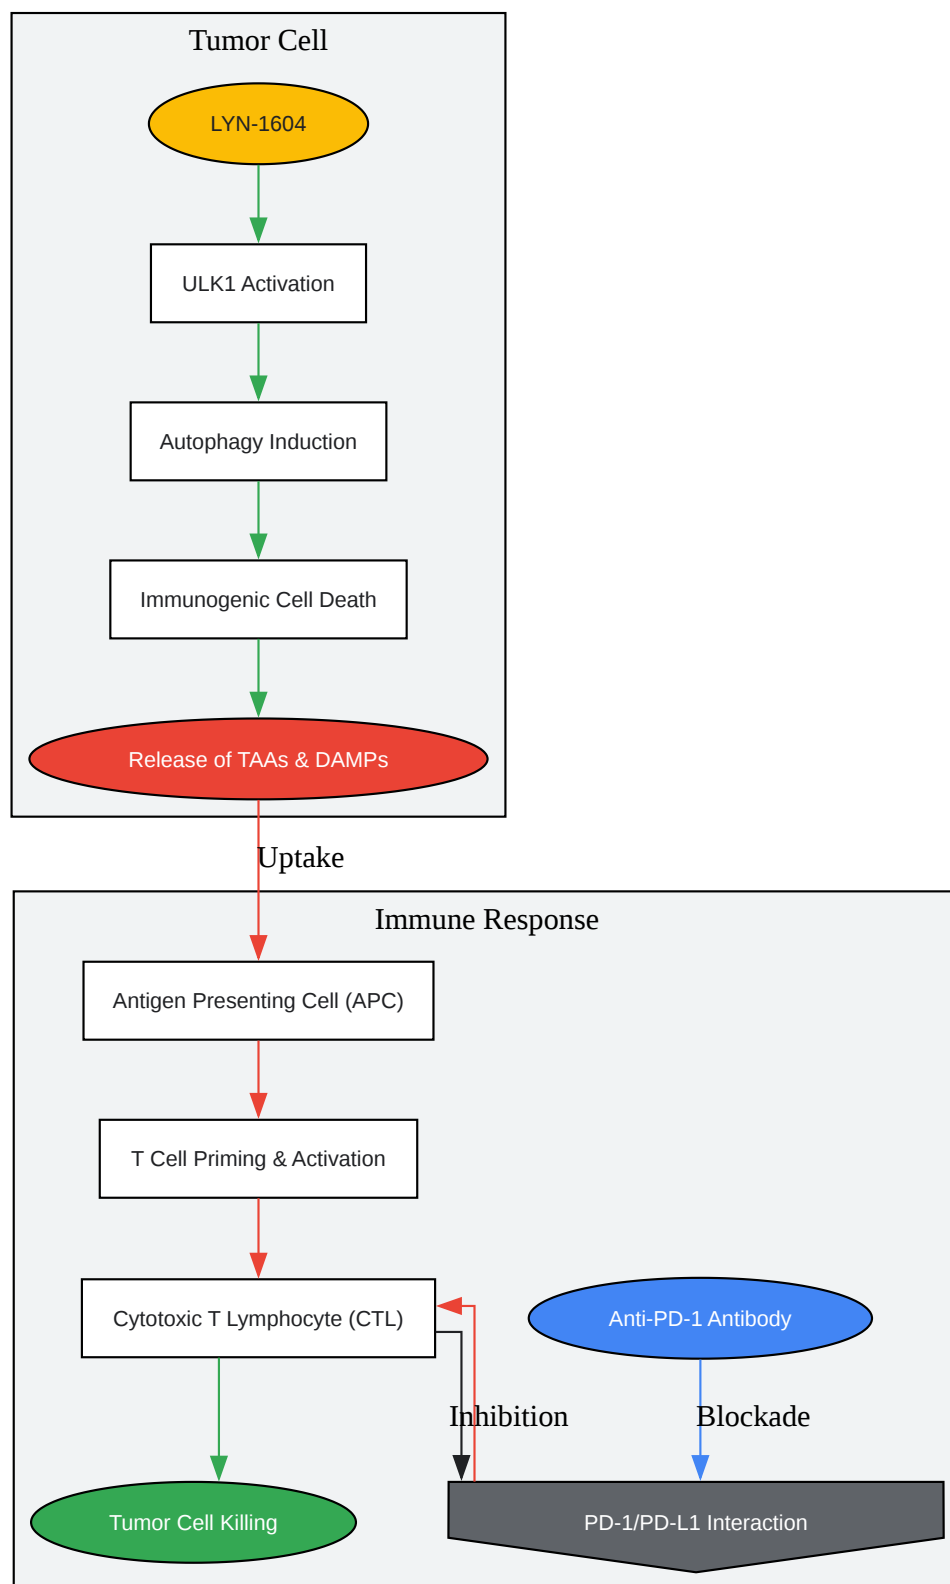 Tumor Cell
LYN-1604
ULK1 Activation
Autophagy Induction
Immunogenic Cell Death
Release of TAAs & DAMPs
Uptake
Immune Response
Antigen Presenting Cell (APC)
T Cell Priming & Activation
Cytotoxic T Lymphocyte (CTL)
Anti-PD-1 Antibody
Inhibition
Blockade
Tumor Cell Killing
PD-1/PD-L1 Interaction